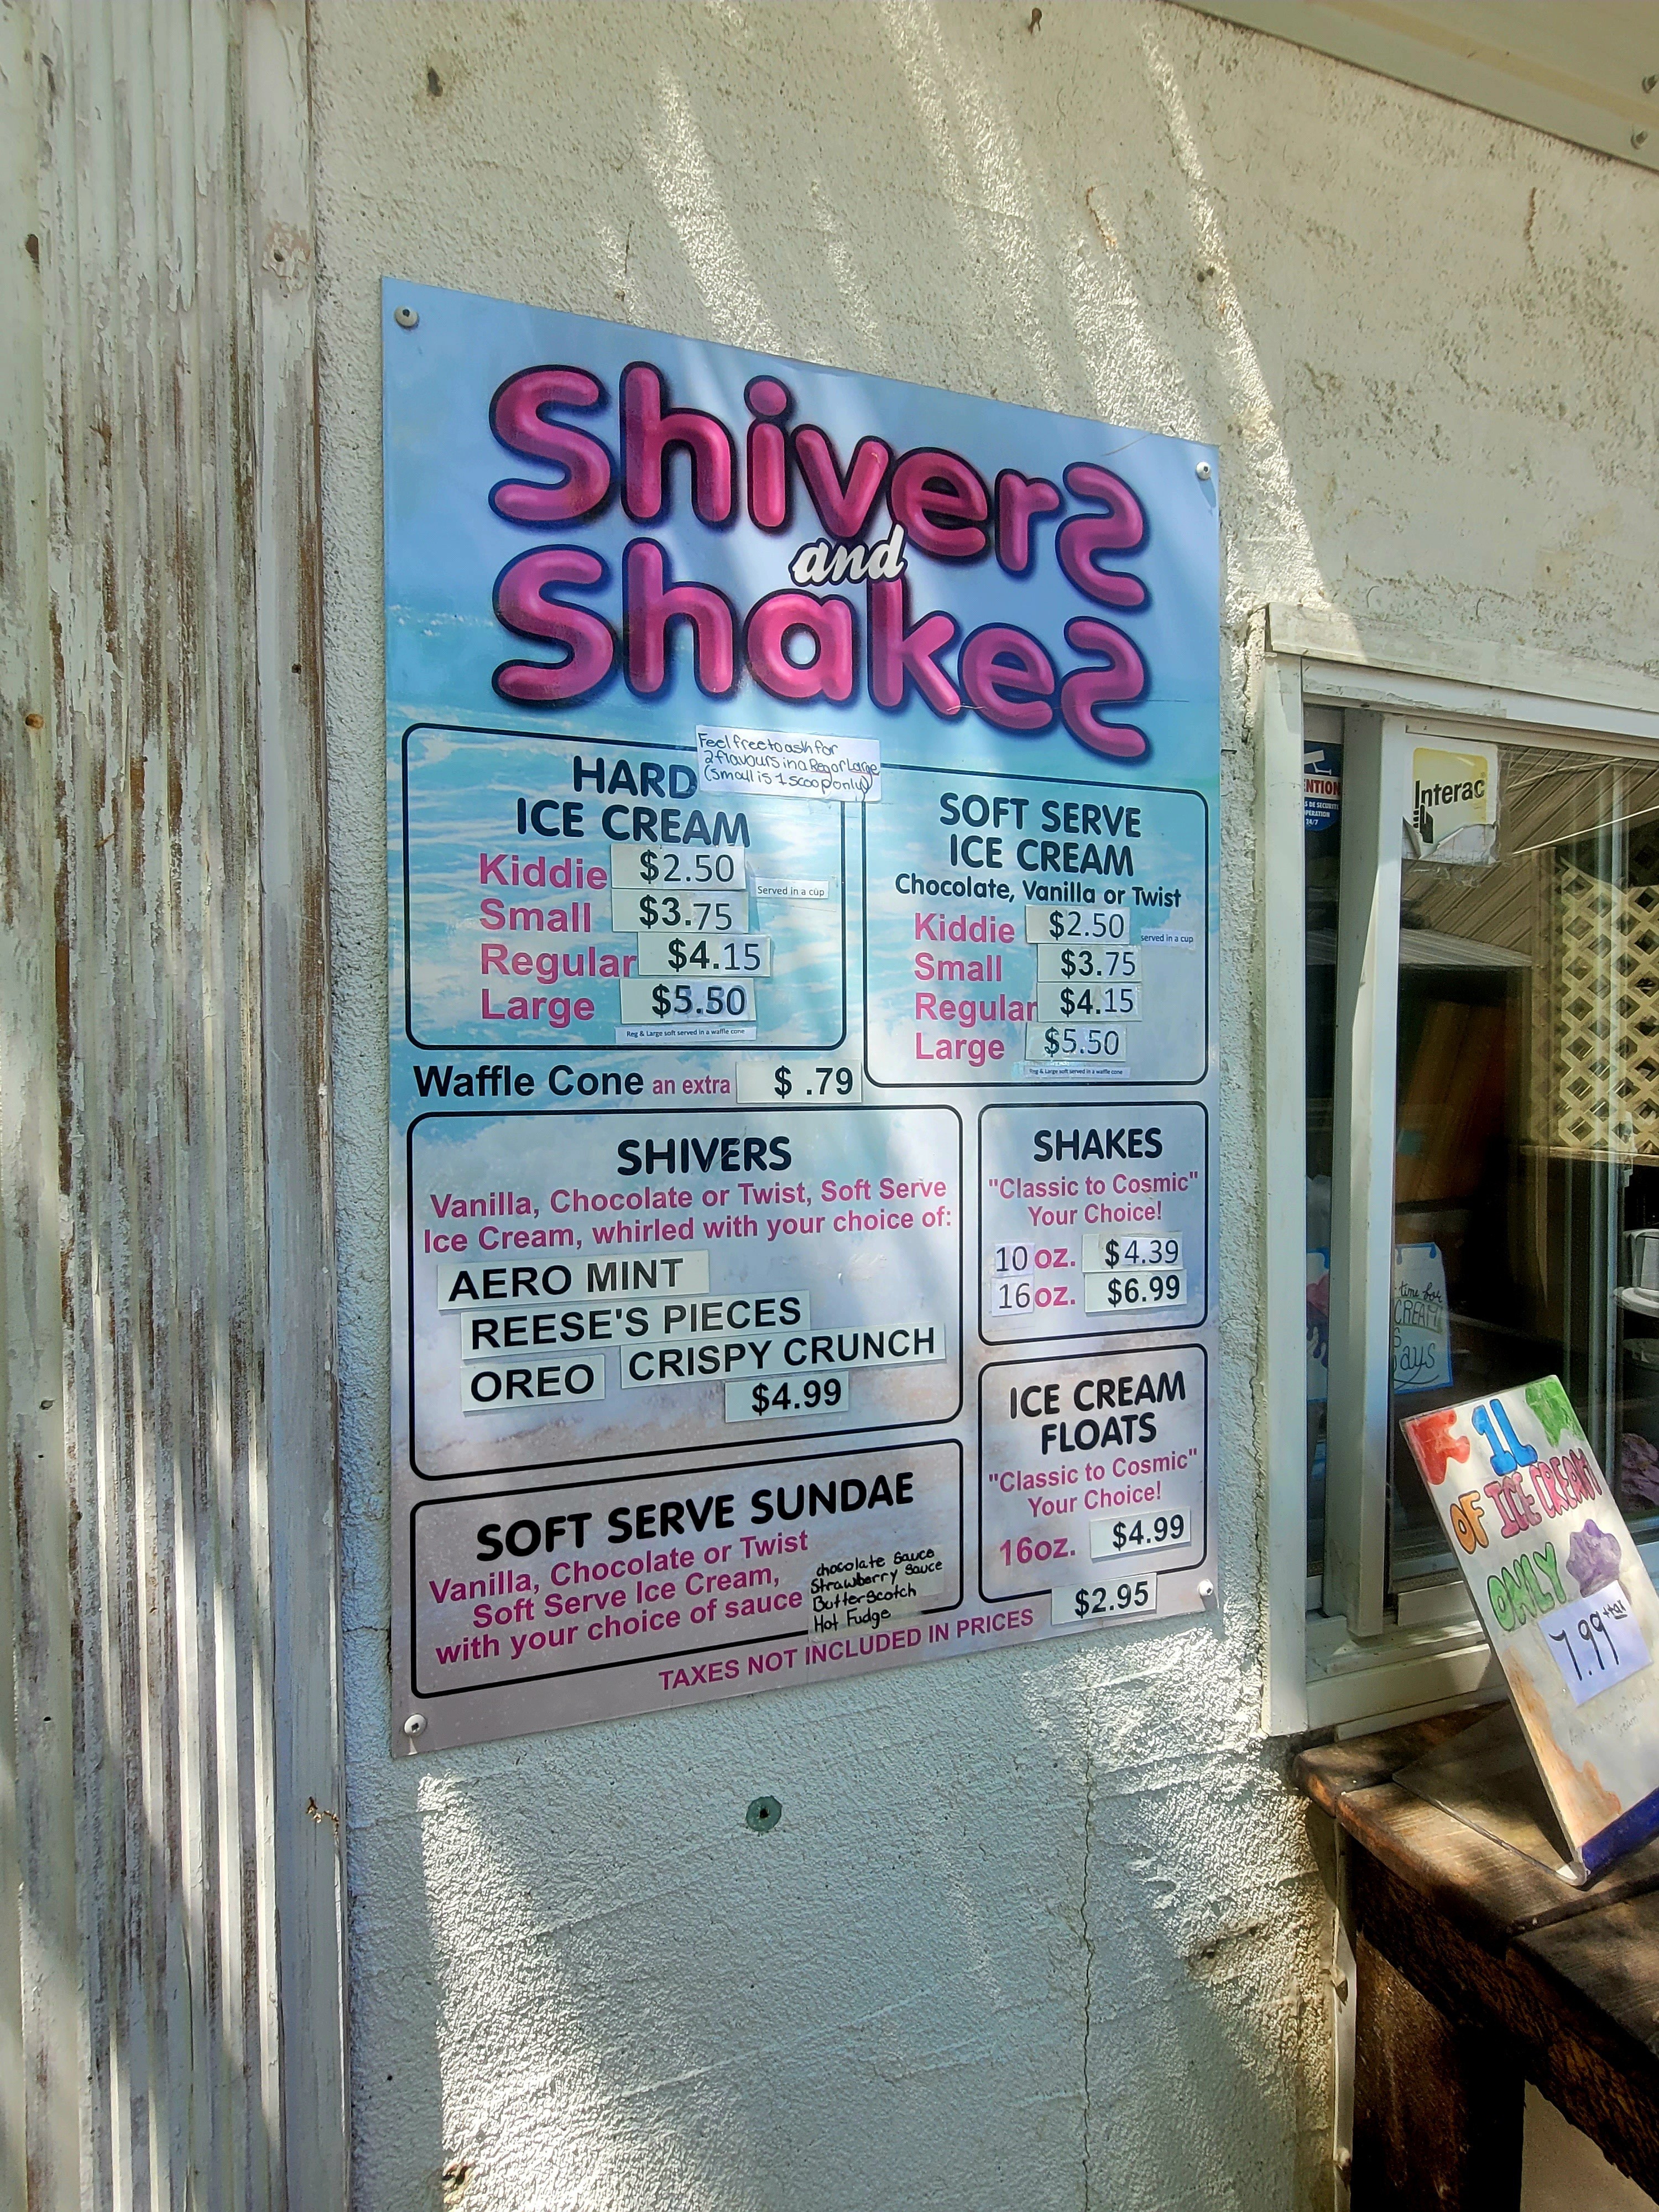 Shivers
and
Shakes
Feel free to ask for
2 flavours in a Reg or Large
(Small is 1 scoop only)
HARD
ICE CREAM
Kiddie $2.50
Served in a cup
Small $3.75
Regular $4.15
Large $5.50
Reg & Large soft served in a waffle cone
SOFT SERVE
ICE CREAM
Chocolate, Vanilla or Twist
Kiddie $2.50
served in a cup
Small $3.75
Regular $4.15
Large $5.50
Reg & Large soft served in a waffle cone
Waffle Cone an extra $ .79
SHIVERS
Vanilla, Chocolate or Twist, Soft Serve
Ice Cream, whirled with your choice of:
AERO MINT
REESE'S PIECES
OREO CRISPY CRUNCH
$4.99
SHAKES
"Classic to Cosmic"
Your Choice!
10 oz. $4.39
16 oz. $6.99
ICE CREAM
FLOATS
"Classic to Cosmic"
Your Choice!
16oz. $4.99
SOFT SERVE SUNDAE
Vanilla, Chocolate or Twist
Soft Serve Ice Cream,
with your choice of sauce
chocolate Sauce
Strawberry Sauce
ButterScotch
Hot Fudge
$2.95
TAXES NOT INCLUDED IN PRICES
Interac
NTION
24/7
time for
CREAM
ays
1L
OF ICE CREAM
ONLY
7.99